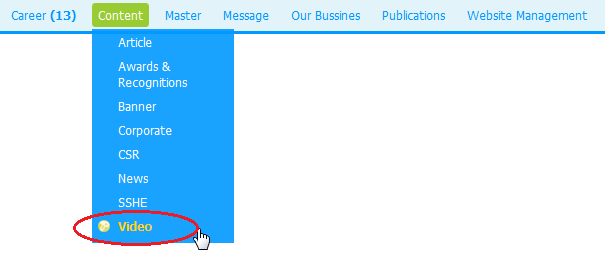 Career (13) Content Master Message Our Bussines Publications Website Management
Article
Awards &
Recognitions
Banner
Corporate
CSR
News
SSHE
Video